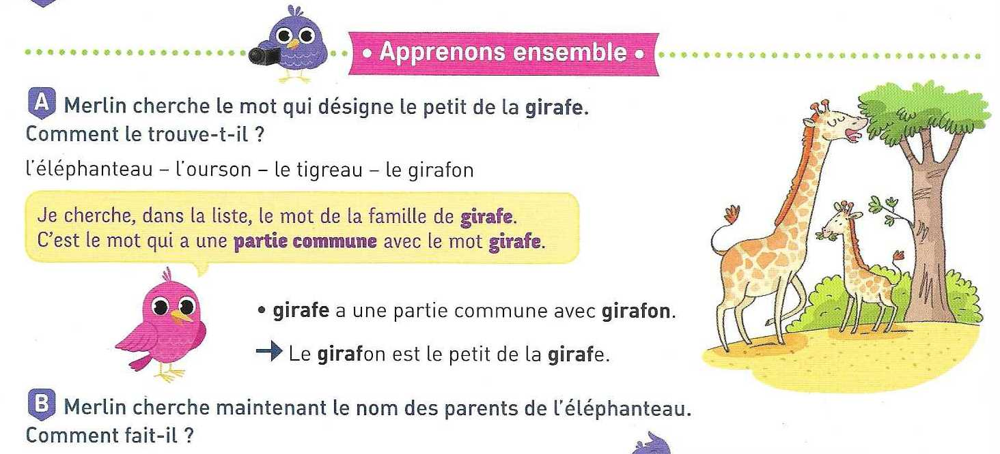 • Apprenons ensemble •
A Merlin cherche le mot qui désigne le petit de la girafe.
Comment le trouve-t-il ?
l'éléphanteau – l'ourson – le tigreau – le girafon
Je cherche, dans la liste, le mot de la famille de girafe.
C'est le mot qui a une partie commune avec le mot girafe.
• girafe a une partie commune avec girafon.
→ Le girafon est le petit de la girafe.
B Merlin cherche maintenant le nom des parents de l'éléphanteau.
Comment fait-il ?